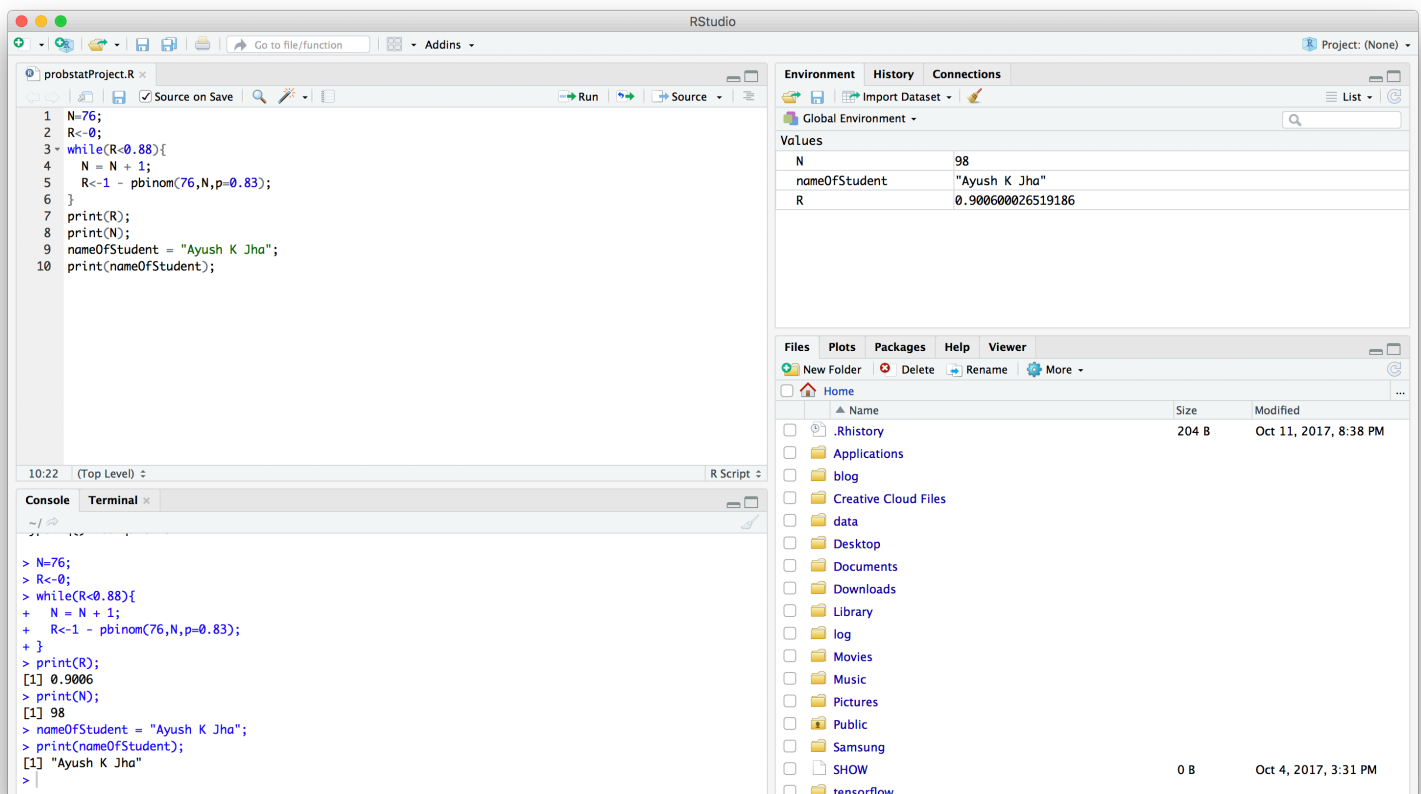 RStudio
Go to file/function
Addins
Project: (None)
probstatProject.R
Source on Save
Run
Source
1 N=76;
2 R<-0;
3 while(R<0.88){
4 N = N + 1;
5 R<-1 - pbinom(76,N,p=0.83);
6 }
7 print(R);
8 print(N);
9 nameOfStudent = "Ayush K Jha";
10 print(nameOfStudent);
10:22 (Top Level) R Script
Console Terminal
~/
> N=76;
> R<-0;
> while(R<0.88){
+ N = N + 1;
+ R<-1 - pbinom(76,N,p=0.83);
+ }
> print(R);
[1] 0.9006
> print(N);
[1] 98
> nameOfStudent = "Ayush K Jha";
> print(nameOfStudent);
[1] "Ayush K Jha"
>
Environment History Connections
Import Dataset List
Global Environment
Values
N 98
nameOfStudent "Ayush K Jha"
R 0.900600026519186
Files Plots Packages Help Viewer
New Folder Delete Rename More
Home ...
Name Size Modified
.Rhistory 204 B Oct 11, 2017, 8:38 PM
Applications
blog
Creative Cloud Files
data
Desktop
Documents
Downloads
Library
log
Movies
Music
Pictures
Public
Samsung
SHOW 0 B Oct 4, 2017, 3:31 PM
tensorflow